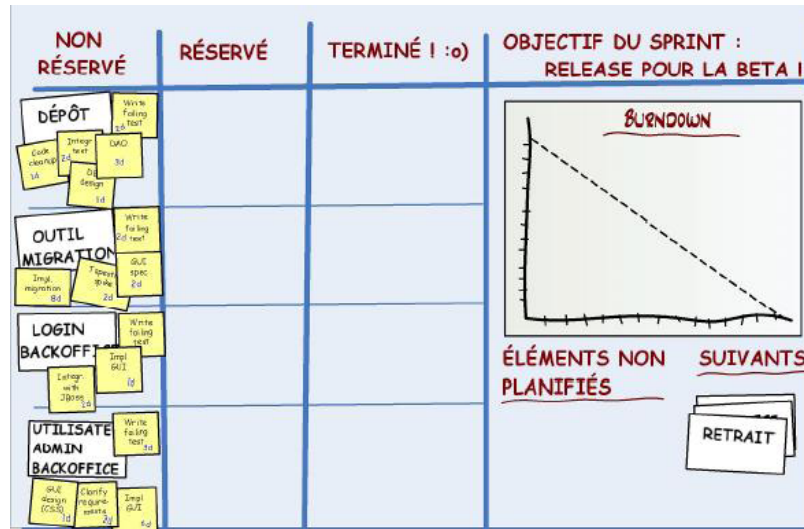 NON
RÉSERVÉ
RÉSERVÉ
TERMINÉ ! :o)
OBJECTIF DU SPRINT :
RELEASE POUR LA BETA !
DÉPÔT
Write
failing
test
2d
Code
cleanup
1d
Integr.
test
2d
DAO
3d
design
1d
BURNDOWN
OUTIL
MIGRATION
Write
failing
test
2d
GUI
spec
2d
Impl.
migration
8d
2d
LOGIN
BACKOFFICE
Write
failing
test
Impl
GUI
Integr.
with
JBoss
2d
UTILISATE
ADMIN
BACKOFFICE
Write
failing
test
3d
GUI
design
(CSS)
1d
Clarify
require-
ments
2d
Impl
GUI
6d
ÉLÉMENTS NON
PLANIFIÉS
SUIVANTS
RETRAIT